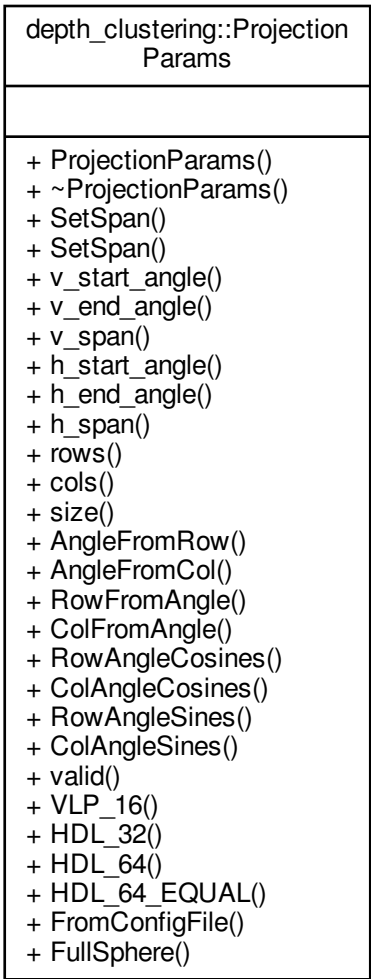 depth_clustering::Projection
Params
+ ProjectionParams()
+ ~ProjectionParams()
+ SetSpan()
+ SetSpan()
+ v_start_angle()
+ v_end_angle()
+ v_span()
+ h_start_angle()
+ h_end_angle()
+ h_span()
+ rows()
+ cols()
+ size()
+ AngleFromRow()
+ AngleFromCol()
+ RowFromAngle()
+ ColFromAngle()
+ RowAngleCosines()
+ ColAngleCosines()
+ RowAngleSines()
+ ColAngleSines()
+ valid()
+ VLP_16()
+ HDL_32()
+ HDL_64()
+ HDL_64_EQUAL()
+ FromConfigFile()
+ FullSphere()